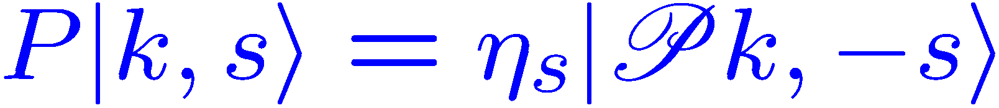 P|k, s⟩ = η_s|𝒫k, −s⟩